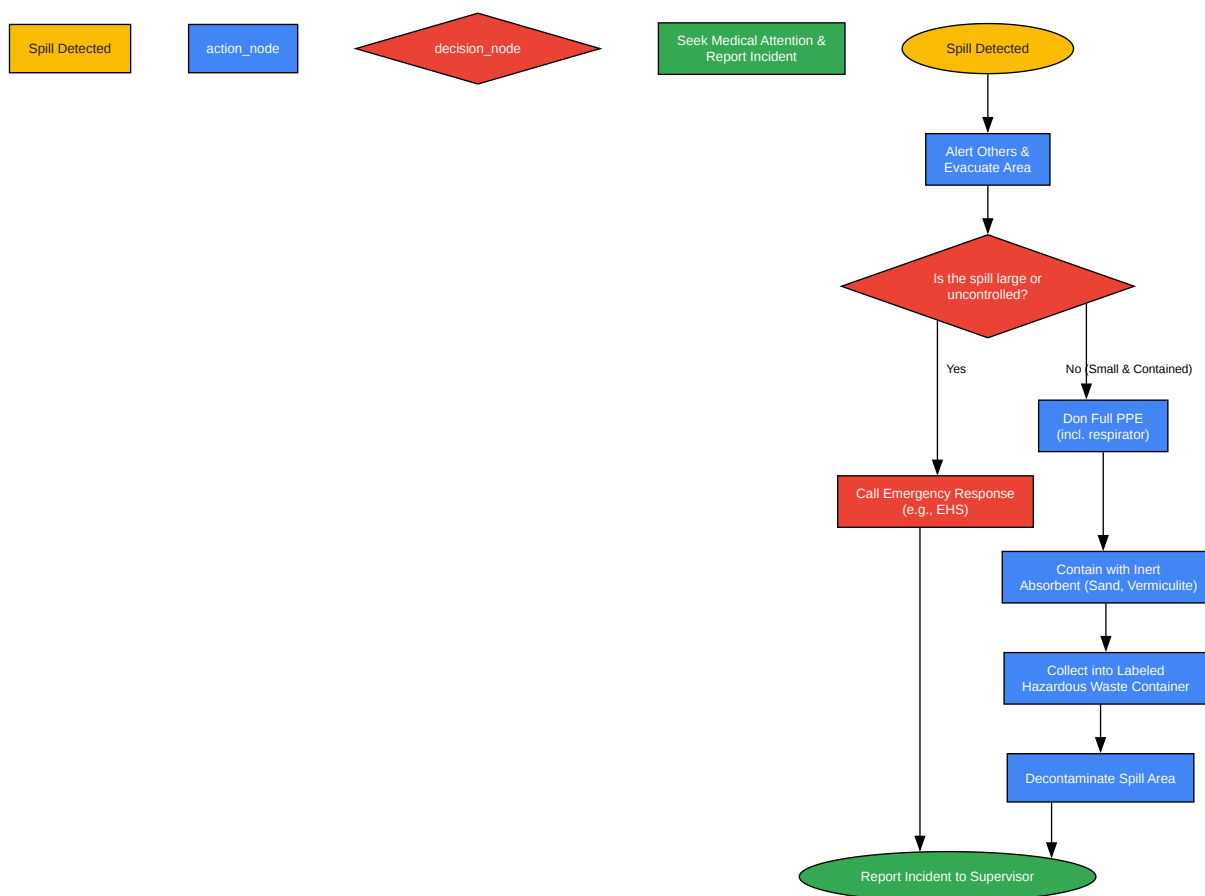 Spill Detected
action_node
decision_node
Seek Medical Attention &
Report Incident
Spill Detected
Alert Others &
Evacuate Area
Is the spill large or
uncontrolled?
Yes
No (Small & Contained)
Don Full PPE
(incl. respirator)
Call Emergency Response
(e.g., EHS)
Contain with Inert
Absorbent (Sand, Vermiculite)
Collect into Labeled
Hazardous Waste Container
Decontaminate Spill Area
Report Incident to Supervisor